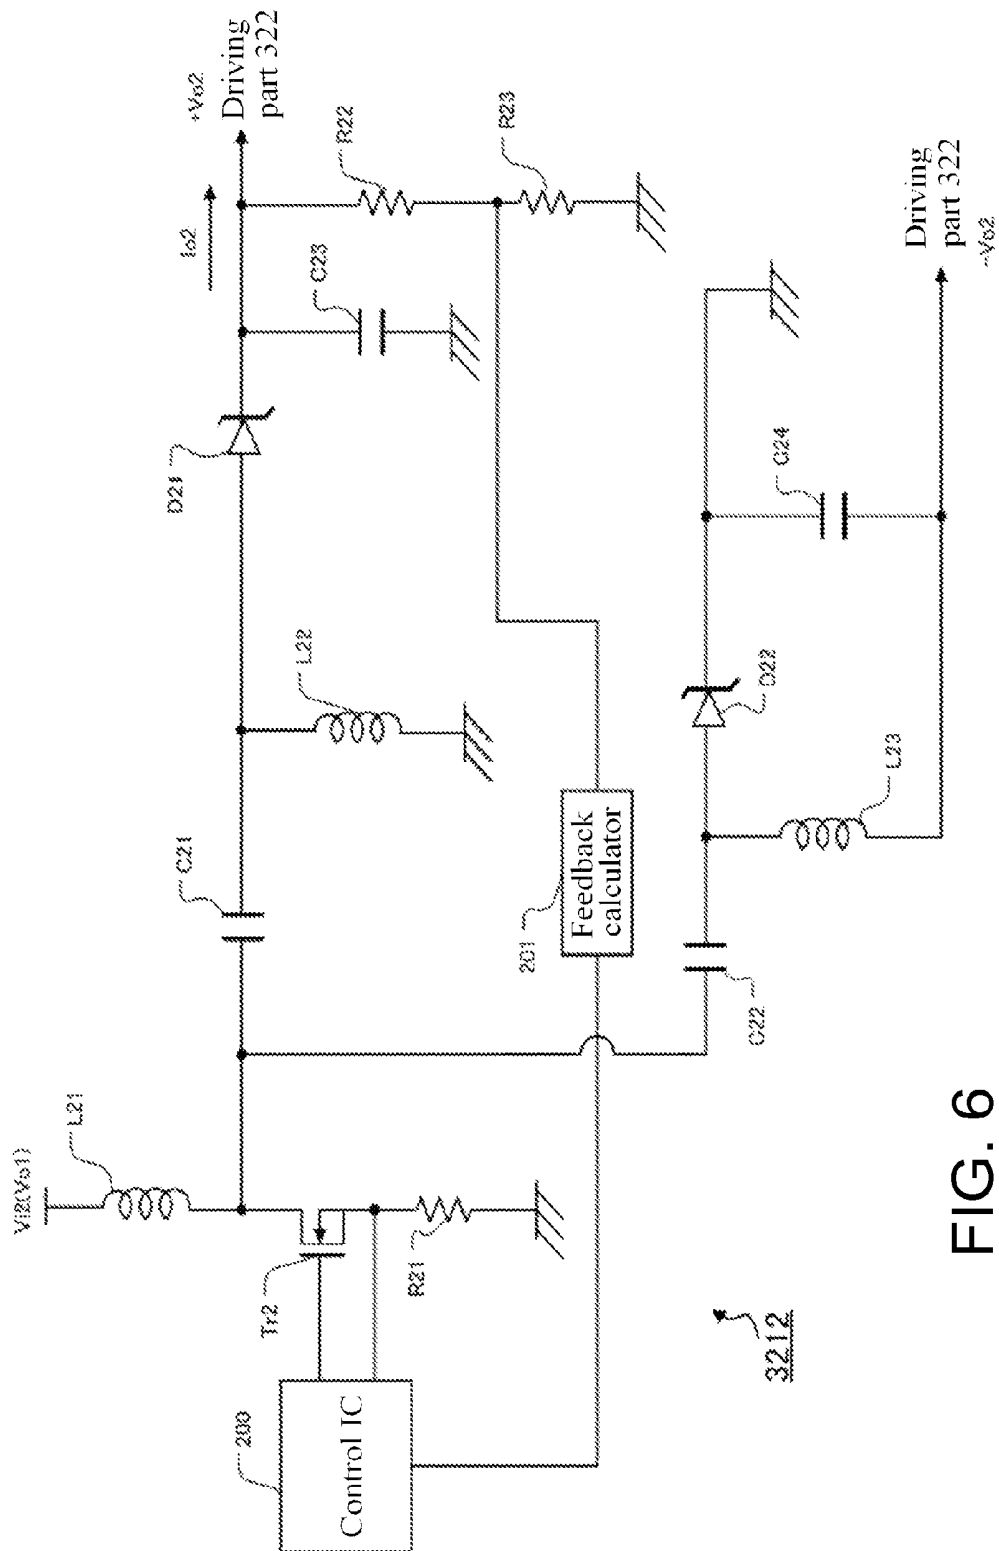 Vi2(Vo1)
L21
C21
L22
D21
Io2
+Vo2
Driving
part 322
C23
R22
R23
Tr2
R21
200
Control IC
201
Feedback
calculator
C22
L23
D22
C24
Driving
part 322
-Vo2
3212
FIG. 6